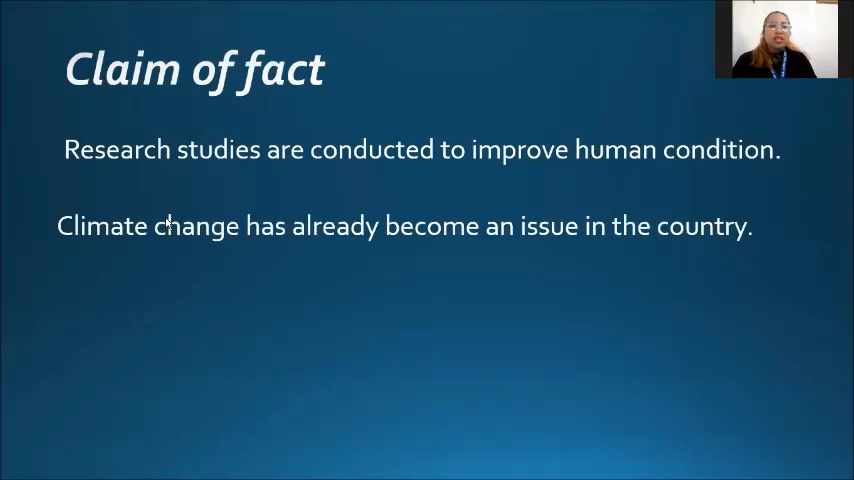 Claim of fact
Research studies are conducted to improve human condition.
Climate change has already become an issue in the country.